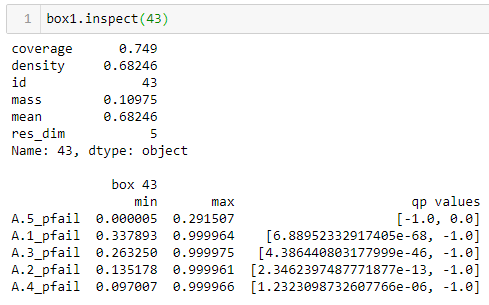 1 box1.inspect(43)
coverage 0.749
density 0.68246
id 43
mass 0.10975
mean 0.68246
res_dim 5
Name: 43, dtype: object
box 43
min max qp values
A.5_pfail 0.000005 0.291507 [-1.0, 0.0]
A.1_pfail 0.337893 0.999964 [6.88952332917405e-68, -1.0]
A.3_pfail 0.263250 0.999975 [4.386440803177999e-46, -1.0]
A.2_pfail 0.135178 0.999961 [2.3462397487771877e-13, -1.0]
A.4_pfail 0.097007 0.999966 [1.2323098732607766e-06, -1.0]